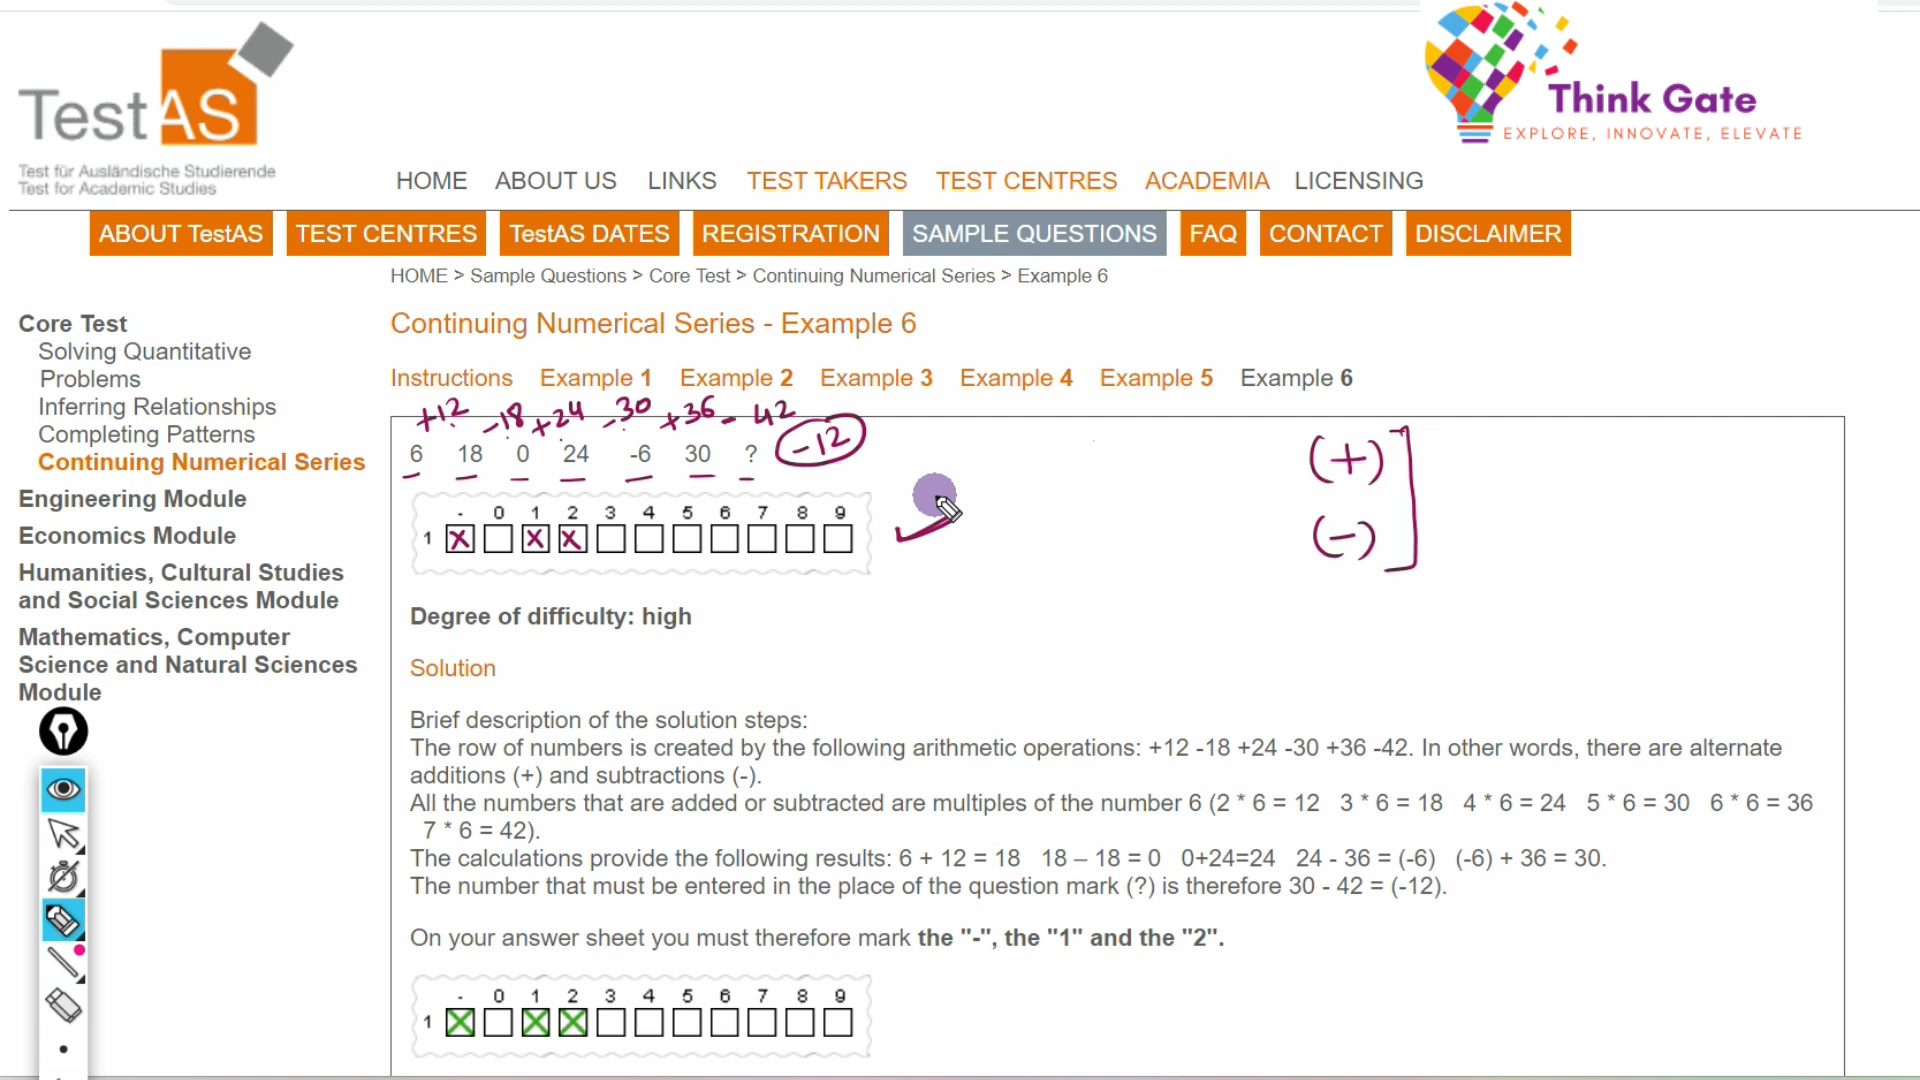 TestAS
Test für Ausländische Studierende
Test for Academic Studies
Think Gate
EXPLORE, INNOVATE, ELEVATE
HOME ABOUT US LINKS TEST TAKERS TEST CENTRES ACADEMIA LICENSING
ABOUT TestAS TEST CENTRES TestAS DATES REGISTRATION SAMPLE QUESTIONS FAQ CONTACT DISCLAIMER
HOME > Sample Questions > Core Test > Continuing Numerical Series > Example 6
Core Test
Solving Quantitative
Problems
Inferring Relationships
Completing Patterns
Continuing Numerical Series
Engineering Module
Economics Module
Humanities, Cultural Studies
and Social Sciences Module
Mathematics, Computer
Science and Natural Sciences
Module
Continuing Numerical Series - Example 6
Instructions Example 1 Example 2 Example 3 Example 4 Example 5 Example 6
+12 -18 +24 -30 +36 - 42
6 18 0 24 -6 30 ? -12
(+)
(-)
- 0 1 2 3 4 5 6 7 8 9
1 X X X
Degree of difficulty: high
Solution
Brief description of the solution steps:
The row of numbers is created by the following arithmetic operations: +12 -18 +24 -30 +36 -42. In other words, there are alternate
additions (+) and subtractions (-).
All the numbers that are added or subtracted are multiples of the number 6 (2 * 6 = 12 3 * 6 = 18 4 * 6 = 24 5 * 6 = 30 6 * 6 = 36
7 * 6 = 42).
The calculations provide the following results: 6 + 12 = 18 18 – 18 = 0 0+24=24 24 - 36 = (-6) (-6) + 36 = 30.
The number that must be entered in the place of the question mark (?) is therefore 30 - 42 = (-12).
On your answer sheet you must therefore mark the "-", the "1" and the "2".
- 0 1 2 3 4 5 6 7 8 9
1 X X X